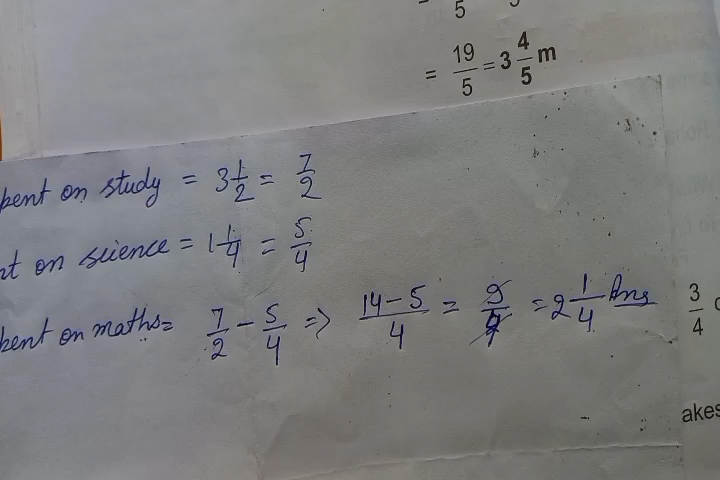 5 5
= 19/5 = 3 4/5 m
pent on study = 3 1/2 = 7/2
nt on science = 1 1/4 = 5/4
pent on maths = 7/2 - 5/4 => 14-5/4 = 9/4 = 2 1/4 Ans
3/4
akes